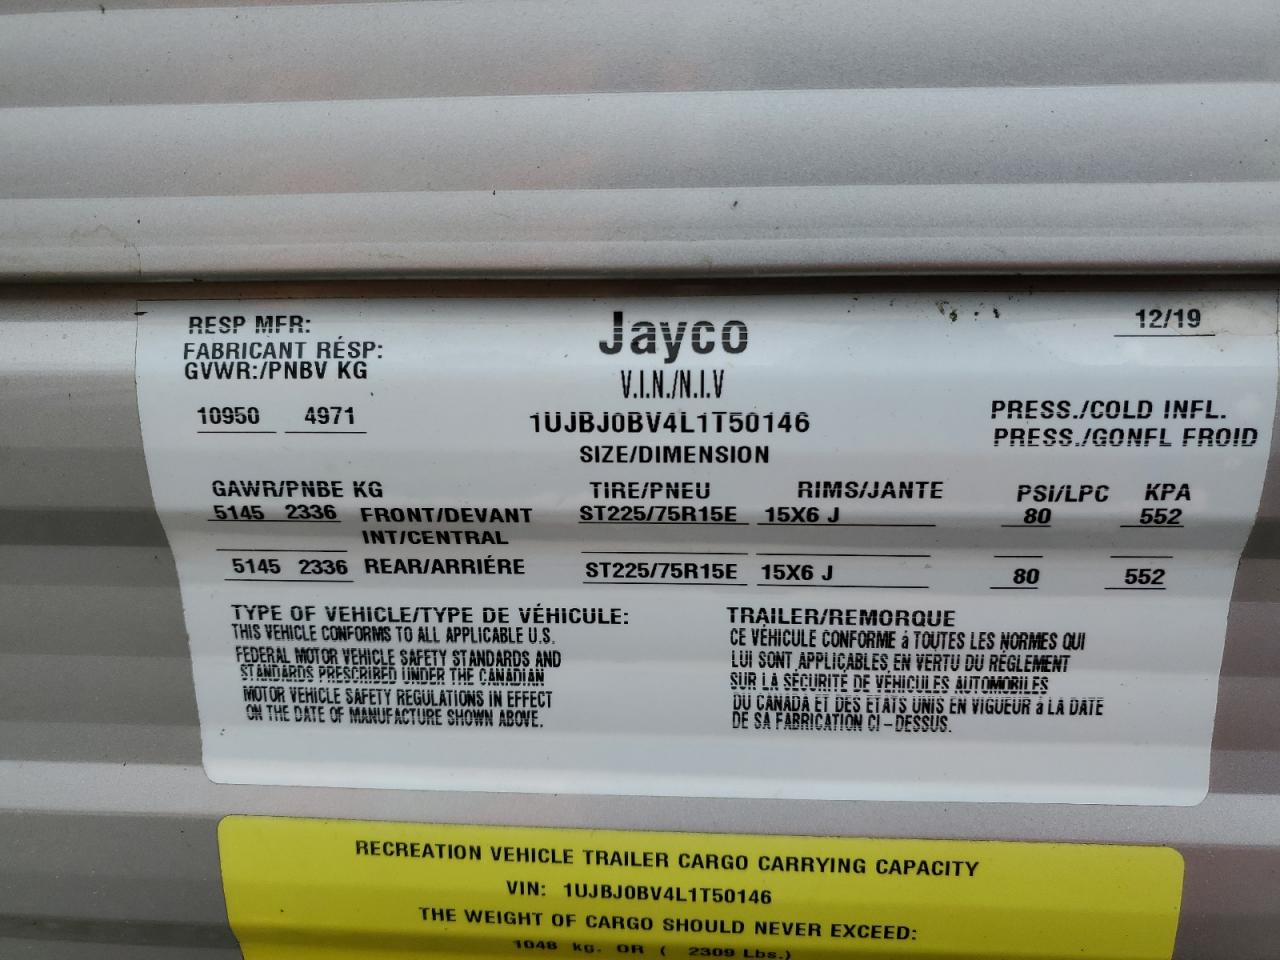 RESP MFR: Jayco 12/19
FABRICANT RÉSP:
GVWR:/PNBV KG V.I.N./N.I.V
10950 4971 1UJBJ0BV4L1T50146 PRESS./COLD INFL.
SIZE/DIMENSION PRESS./GONFL FROID
GAWR/PNBE KG TIRE/PNEU RIMS/JANTE PSI/LPC KPA
5145 2336 FRONT/DEVANT ST225/75R15E 15X6 J 80 552
INT/CENTRAL
5145 2336 REAR/ARRIÉRE ST225/75R15E 15X6 J 80 552
TYPE OF VEHICLE/TYPE DE VÉHICULE: TRAILER/REMORQUE
THIS VEHICLE CONFORMS TO ALL APPLICABLE U.S.
FEDERAL MOTOR VEHICLE SAFETY STANDARDS AND
STANDARDS PRESCRIBED UNDER THE CANADIAN
MOTOR VEHICLE SAFETY REGULATIONS IN EFFECT
ON THE DATE OF MANUFACTURE SHOWN ABOVE.
CE VÉHICULE CONFORME á TOUTES LES NORMES QUI
LUI SONT APPLICABLES EN VERTU DU RÉGLEMENT
SUR LA SÉCURITE DE VÉHICULES AUTOMOBILES
DU CANADA ET DES ETATS UNIS EN VIGUEUR á LA DATE
DE SA FABRICATION CI-DESSUS.
RECREATION VEHICLE TRAILER CARGO CARRYING CAPACITY
VIN: 1UJBJ0BV4L1T50146
THE WEIGHT OF CARGO SHOULD NEVER EXCEED:
1048 kg. OR ( 2309 Lbs.)